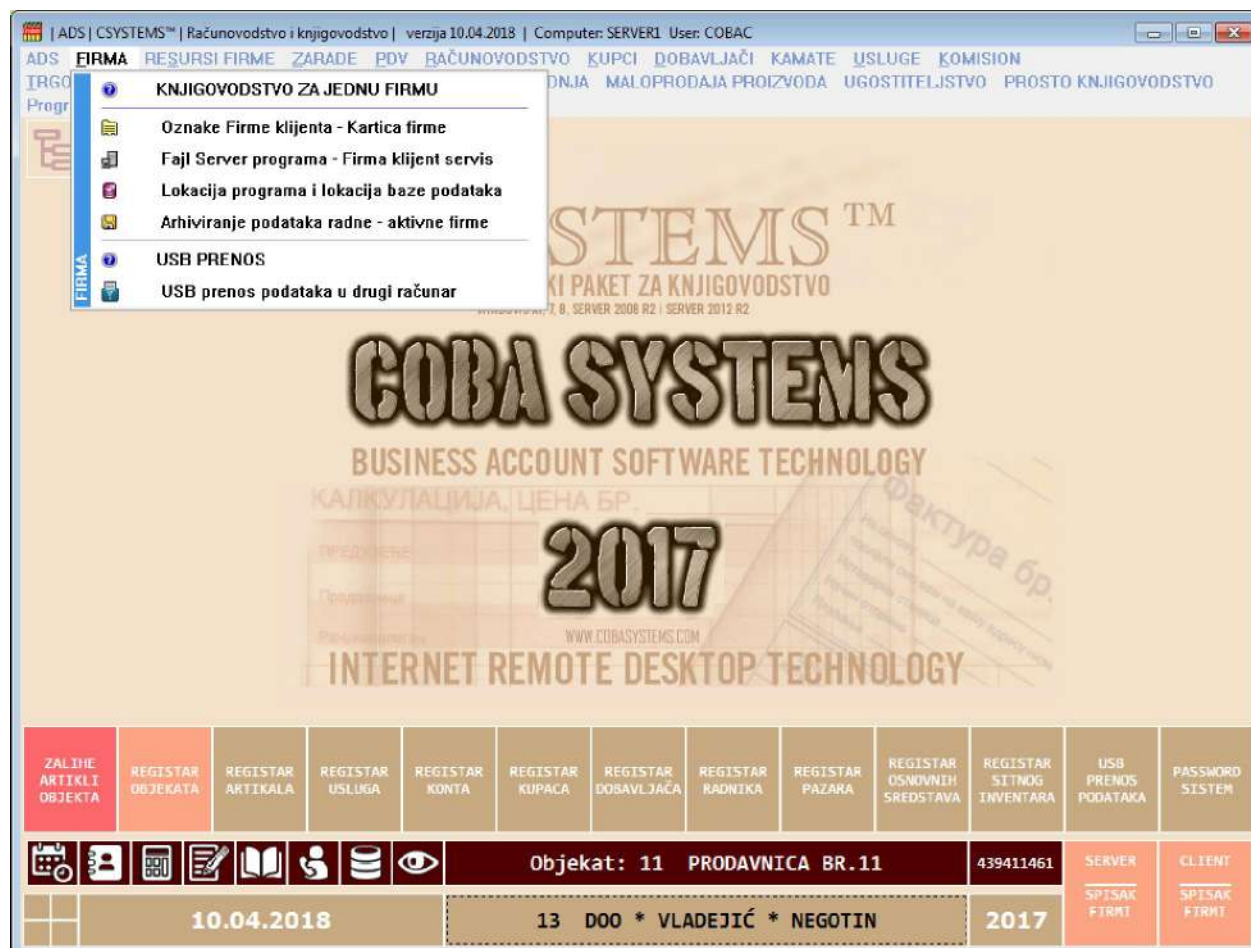 | ADS | CSYSTEMS™ | Računovodstvo i knjigovodstvo | verzija 10.04.2018 | Computer: SERVER1 User: COBAC
ADS FIRMA RESURSI FIRME ZARADE PDV RAČUNOVODSTVO KUPCI DOBAVLJAČI KAMATE USLUGE KOMISION
TRGO DNJA MALOPRODAJA PROIZVODA UGOSTITELJSTVO PROSTO KNJIGOVODSTVO
Progr
KNJIGOVODSTVO ZA JEDNU FIRMU
Oznake Firme klijenta - Kartica firme
Fajl Server programa - Firma klijent servis
Lokacija programa i lokacija baze podataka
Arhiviranje podataka radne - aktivne firme
USB PRENOS
USB prenos podataka u drugi računar
FIRMA
STEMS TM
KI PAKET ZA KNJIGOVODSTVO
7, 8, SERVER 2008 R2 i SERVER 2012 R2
COBA SYSTEMS
BUSINESS ACCOUNT SOFTWARE TECHNOLOGY
КАЛКУЛАЦИЈА, ЦЕНА БР.
Фактура бр.
2017
WWW.COBASYSTEMS.COM
INTERNET REMOTE DESKTOP TECHNOLOGY
ZALIHE ARTIKLI OBJEKTA
REGISTAR OBJEKATA
REGISTAR ARTIKALA
REGISTAR USLUGA
REGISTAR KONTA
REGISTAR KUPACA
REGISTAR DOBAVLJAČA
REGISTAR RADNIKA
REGISTAR PAZARA
REGISTAR OSNOVNIH SREDSTAVA
REGISTAR SITNOG INVENTARA
USB PRENOS PODATAKA
PASSWORD SISTEM
Objekat: 11 PRODAVNICA BR.11
439411461
SERVER SPISAK FIRMI
CLIENT SPISAK FIRMI
10.04.2018
13 DOO * VLADEJIĆ * NEGOTIN
2017